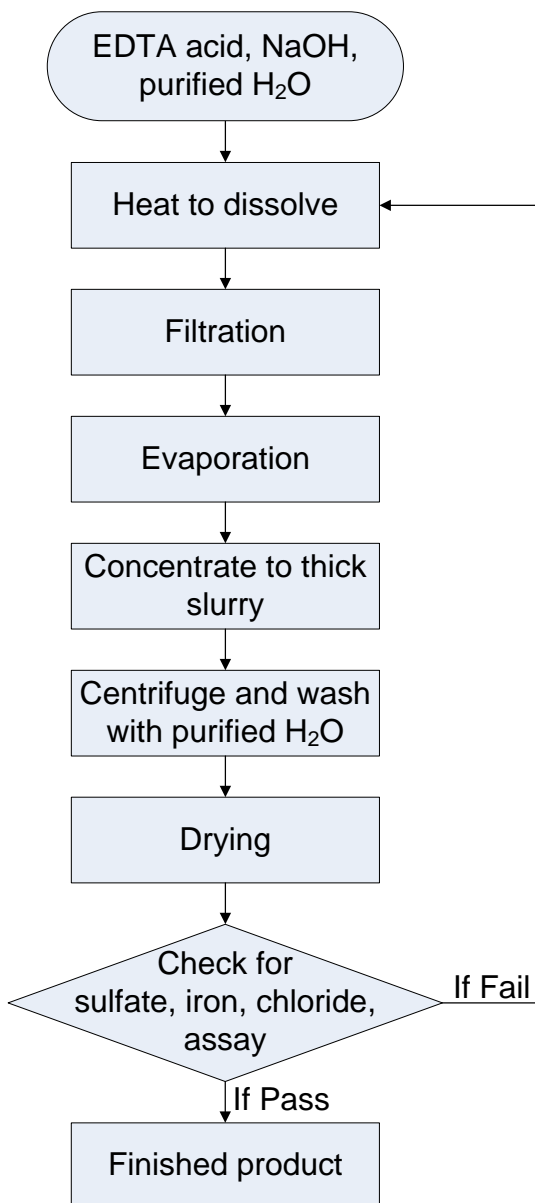 EDTA acid, NaOH,
purified H₂O
Heat to dissolve
Filtration
Evaporation
Concentrate to thick
slurry
Centrifuge and wash
with purified H₂O
Drying
Check for
sulfate, iron, chloride,
assay
If Fail
If Pass
Finished product